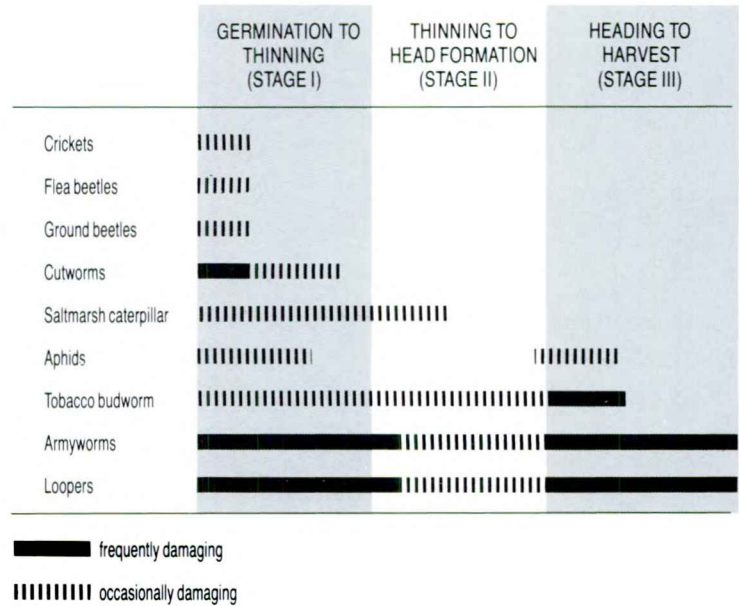 GERMINATION TO
THINNING
(STAGE I)
THINNING TO
HEAD FORMATION
(STAGE II)
HEADING TO
HARVEST
(STAGE III)
Crickets
Flea beetles
Ground beetles
Cutworms
Saltmarsh caterpillar
Aphids
Tobacco budworm
Armyworms
Loopers
frequently damaging
occasionally damaging